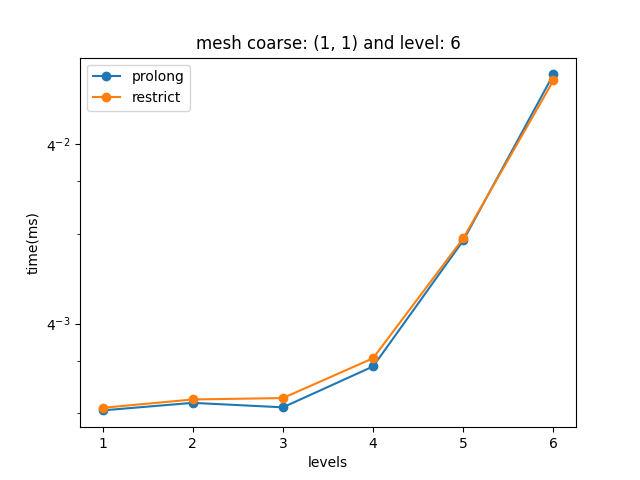 mesh coarse: (1, 1) and level: 6
prolong
restrict
4⁻²
4⁻³
time(ms)
1 2 3 4 5 6
levels